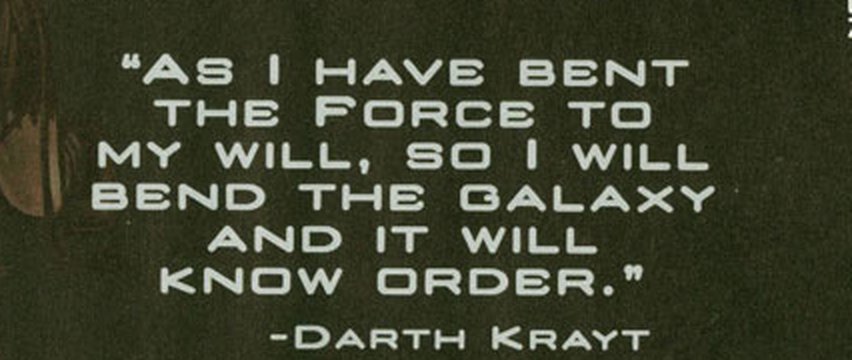 “As I have bent
the Force to
my will, so I will
bend the galaxy
and it will
know order.”
-Darth Krayt